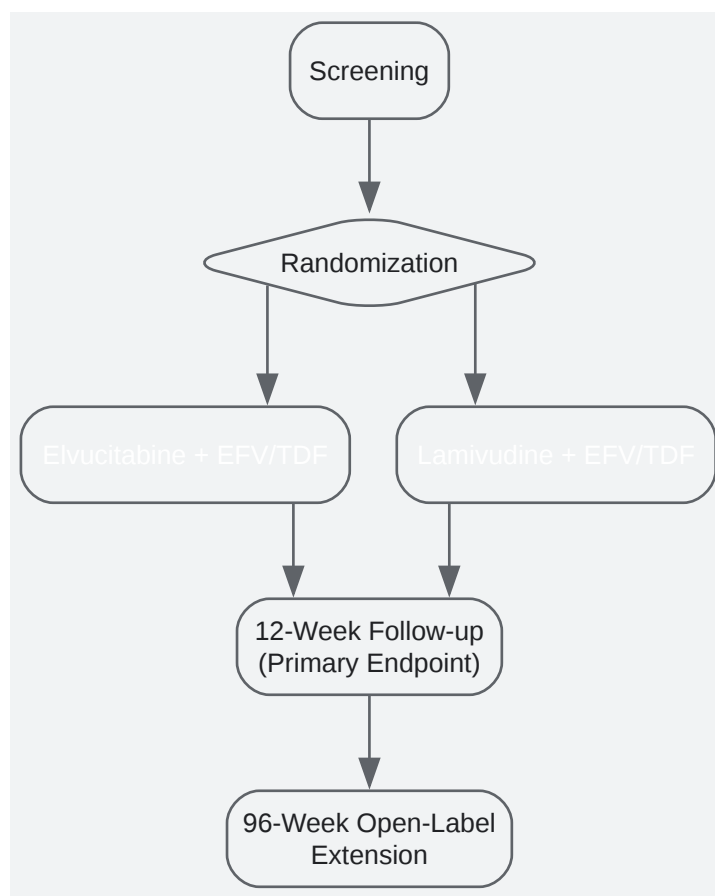 Screening
Randomization
Elvucitabine + EFV/TDF
Lamivudine + EFV/TDF
12-Week Follow-up
(Primary Endpoint)
96-Week Open-Label
Extension